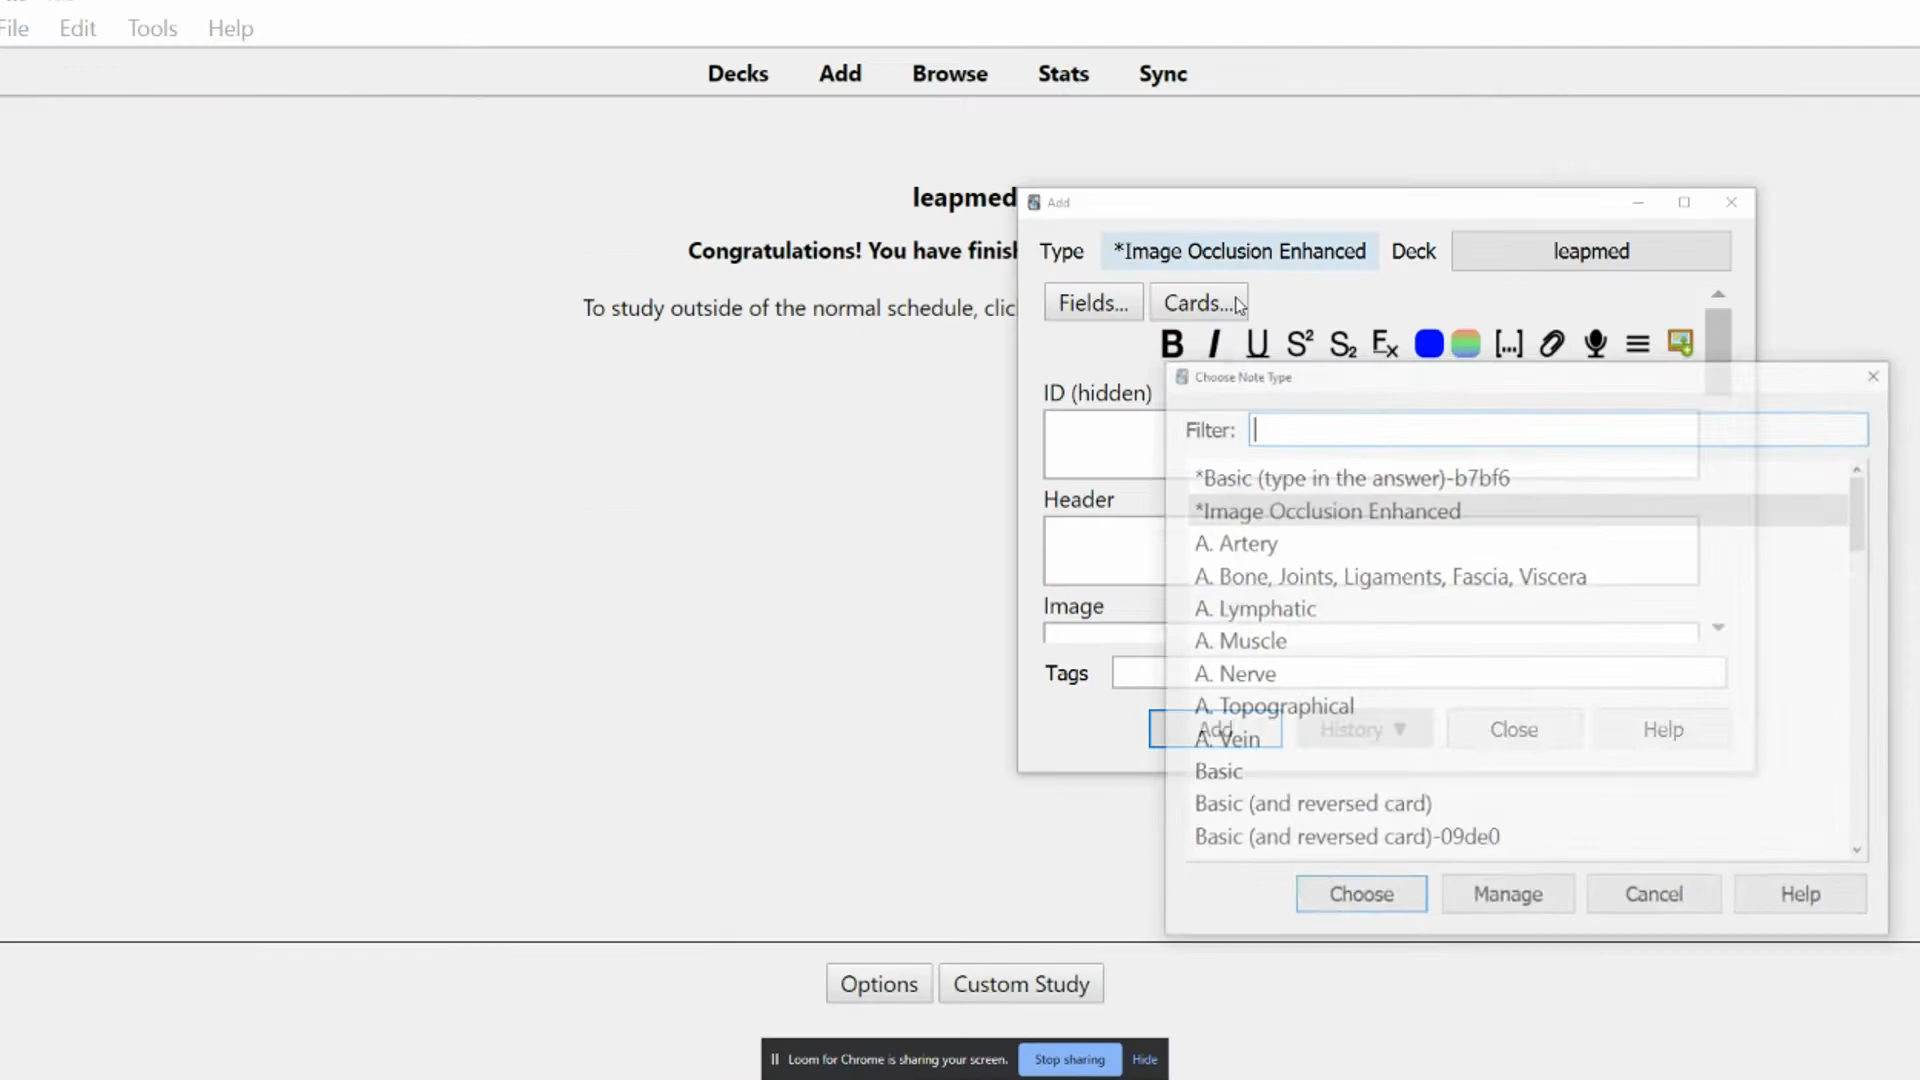 File Edit Tools Help
Decks Add Browse Stats Sync
leapmed
Congratulations! You have finish
To study outside of the normal schedule, clic
Add
Type *Image Occlusion Enhanced Deck leapmed
Fields... Cards...
B I U S² S₂ Ex [...]
ID (hidden)
Header
Image
Tags
Add History ▼ Close Help
Choose Note Type
Filter:
*Basic (type in the answer)-b7bf6
*Image Occlusion Enhanced
A. Artery
A. Bone, Joints, Ligaments, Fascia, Viscera
A. Lymphatic
A. Muscle
A. Nerve
A. Topographical
A. Vein
Basic
Basic (and reversed card)
Basic (and reversed card)-09de0
Choose Manage Cancel Help
Options Custom Study
Loom for Chrome is sharing your screen. Stop sharing Hide